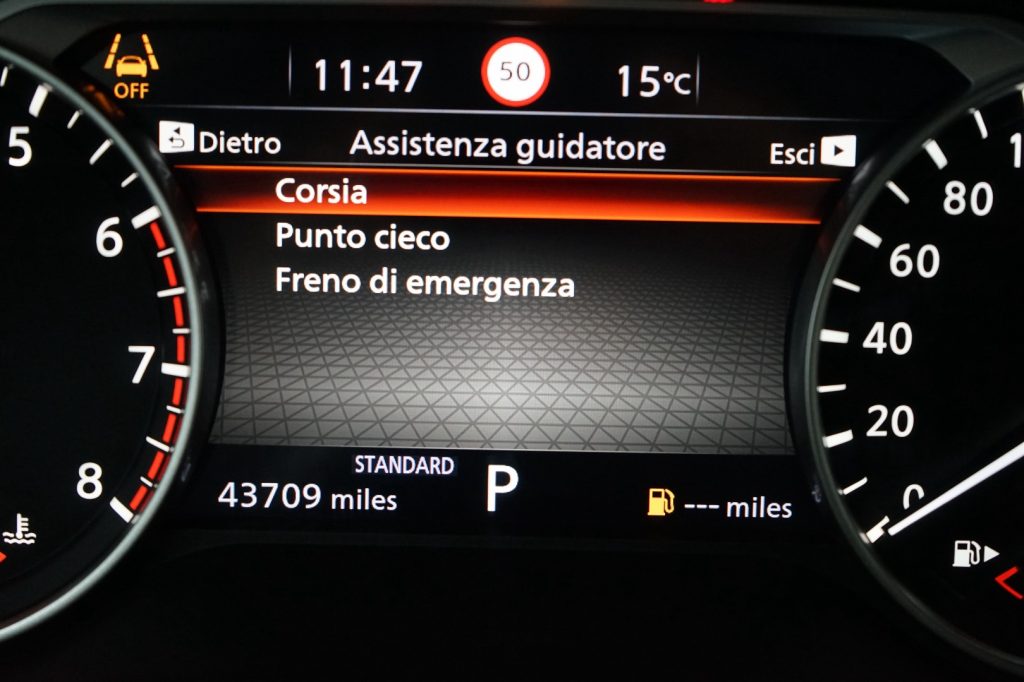 OFF
11:47
50
15°C
Dietro
Assistenza guidatore
Esci
Corsia
Punto cieco
Freno di emergenza
STANDARD
43709 miles
P
--- miles
5
6
7
8
80
60
40
20
0